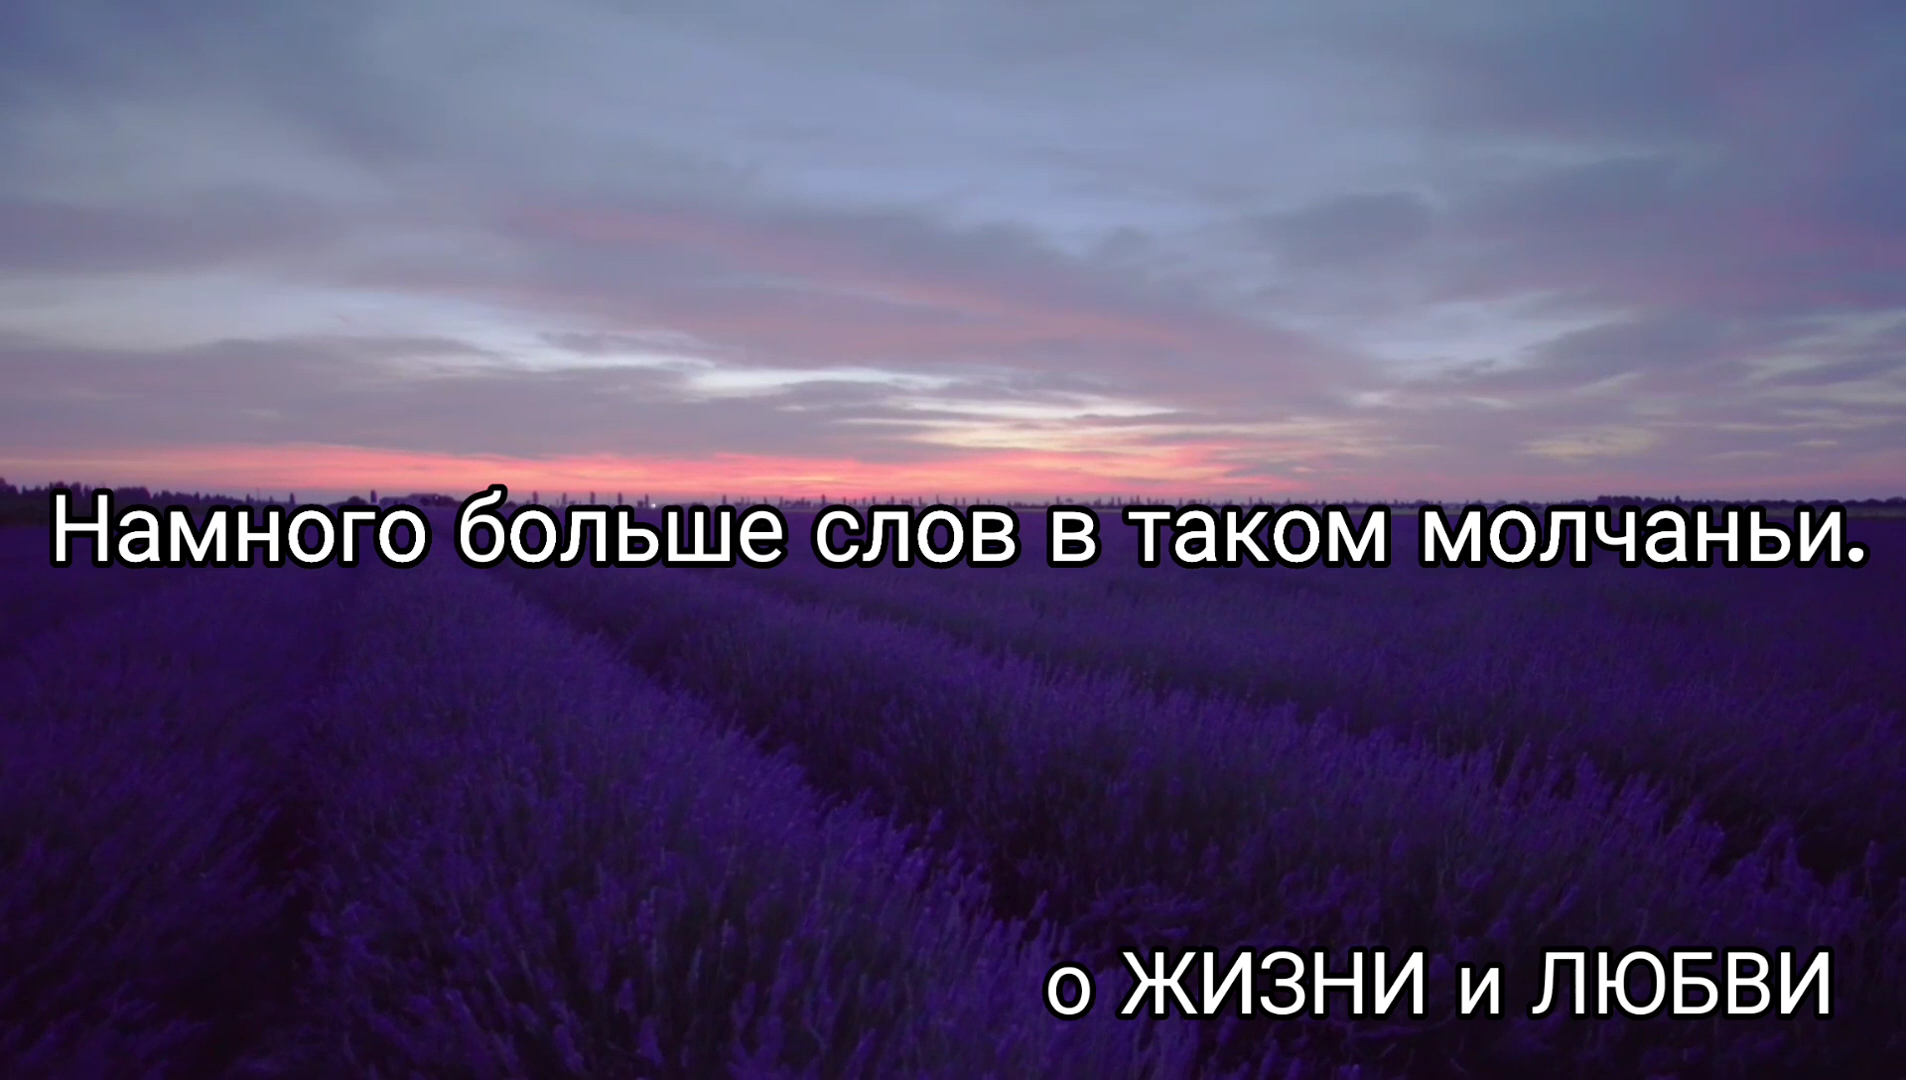 Намного больше слов в таком молчаньи.
о ЖИЗНИ и ЛЮБВИ